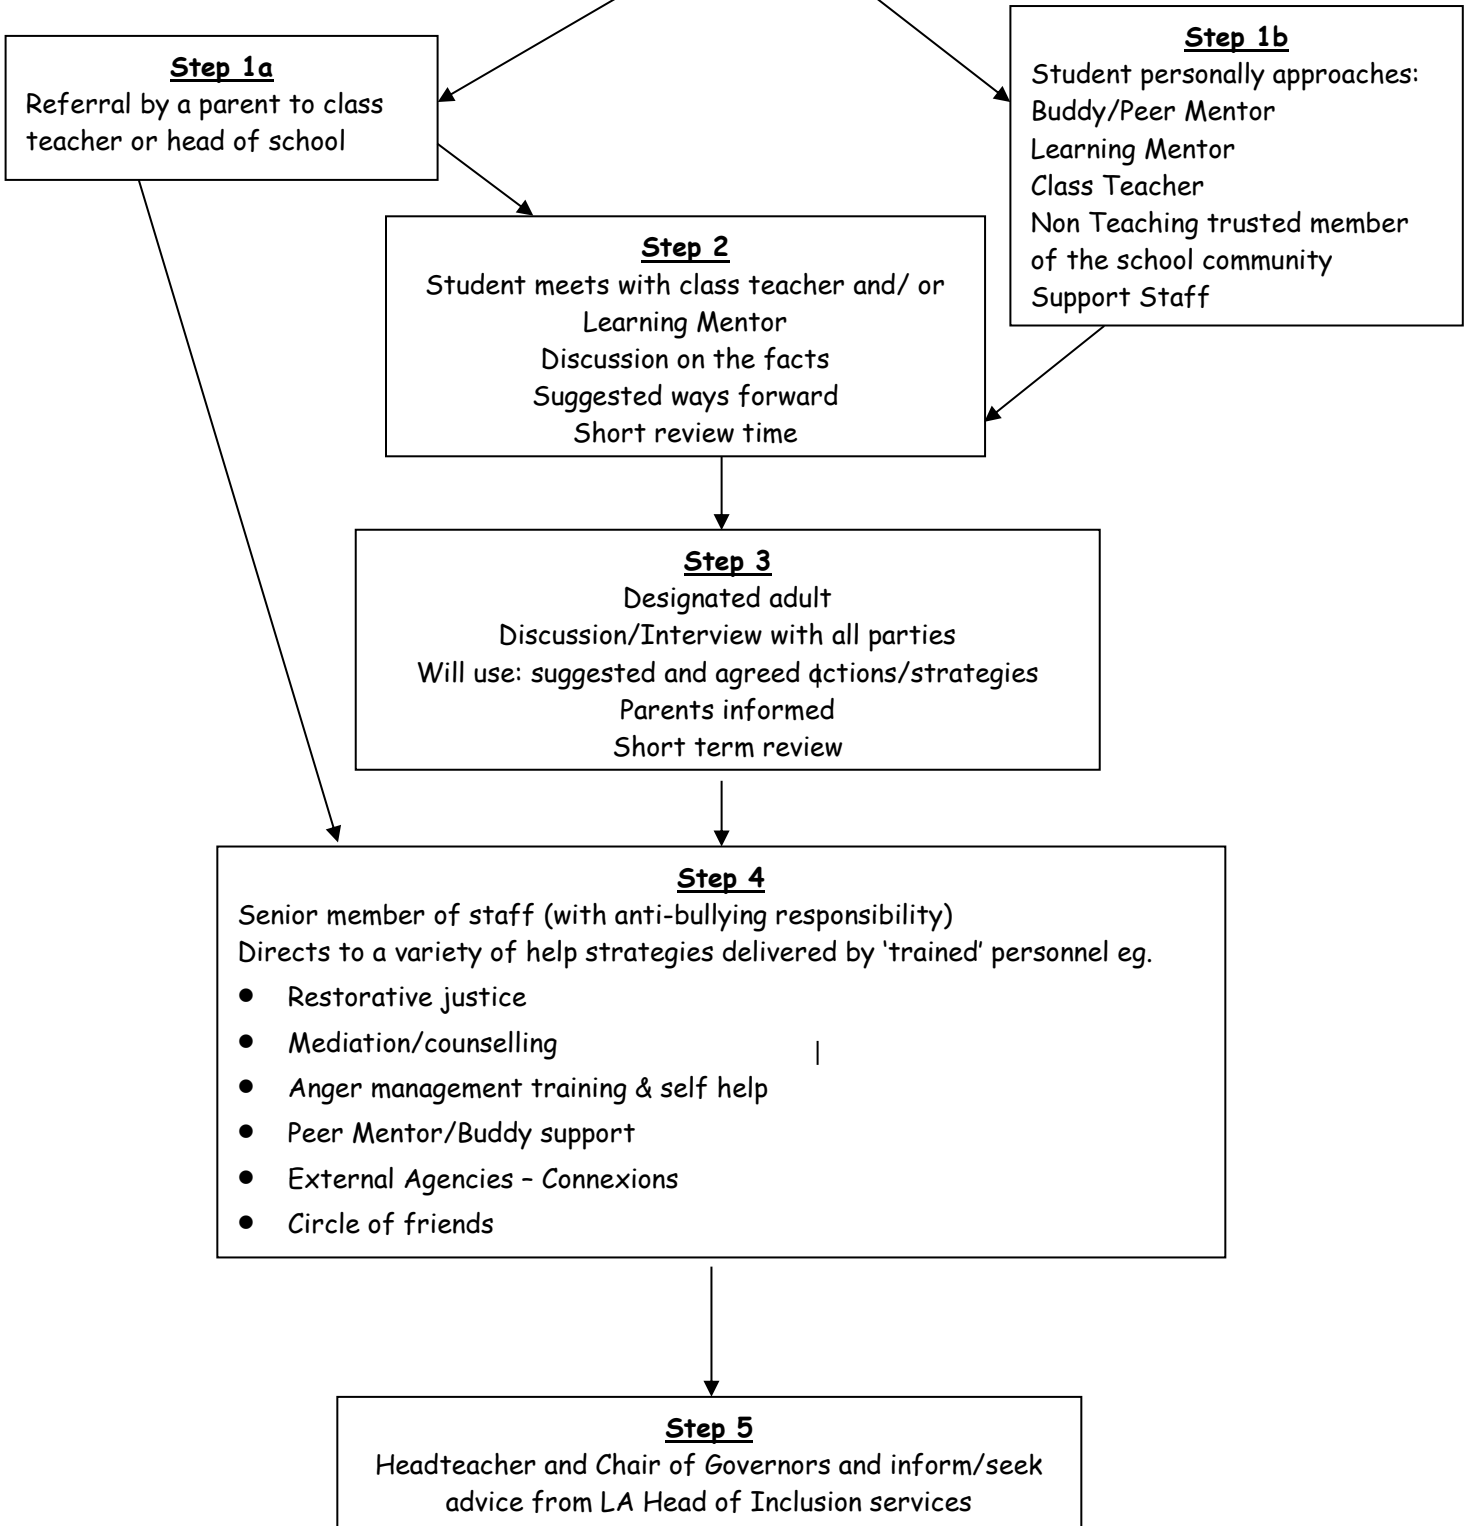 Step 1a
Referral by a parent to class
teacher or head of school
Step 1b
Student personally approaches:
Buddy/Peer Mentor
Learning Mentor
Class Teacher
Non Teaching trusted member
of the school community
Support Staff
Step 2
Student meets with class teacher and/ or
Learning Mentor
Discussion on the facts
Suggested ways forward
Short review time
Step 3
Designated adult
Discussion/Interview with all parties
Will use: suggested and agreed actions/strategies
Parents informed
Short term review
Step 4
Senior member of staff (with anti-bullying responsibility)
Directs to a variety of help strategies delivered by ‘trained’ personnel eg.
● Restorative justice
● Mediation/counselling
● Anger management training & self help
● Peer Mentor/Buddy support
● External Agencies – Connexions
● Circle of friends
Step 5
Headteacher and Chair of Governors and inform/seek
advice from LA Head of Inclusion services